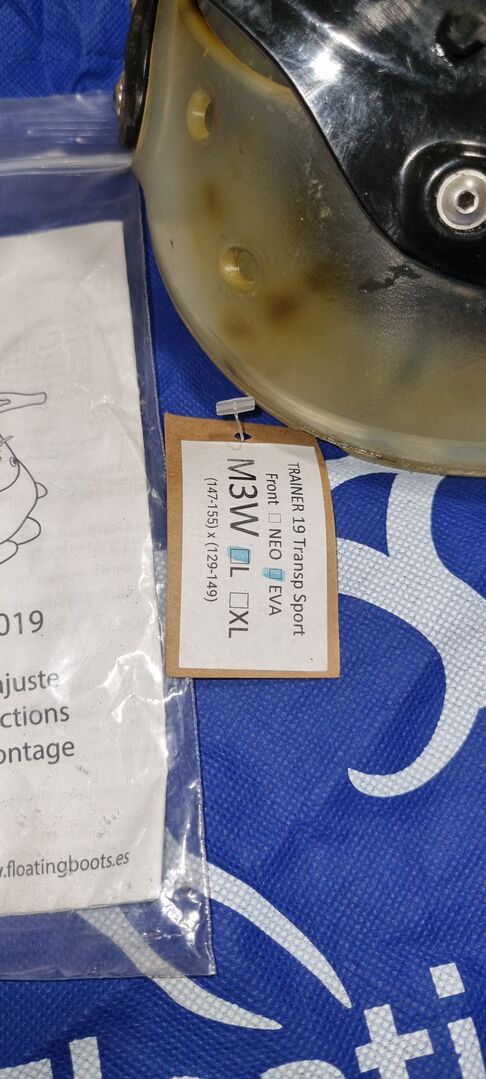 TRAINER 19 Transp Sport
Front □ NEO ■ EVA
M3W ■ L □ XL
(147-155) x (129-149)
019
ajuste
ctions
ontage
.floatingboots.es